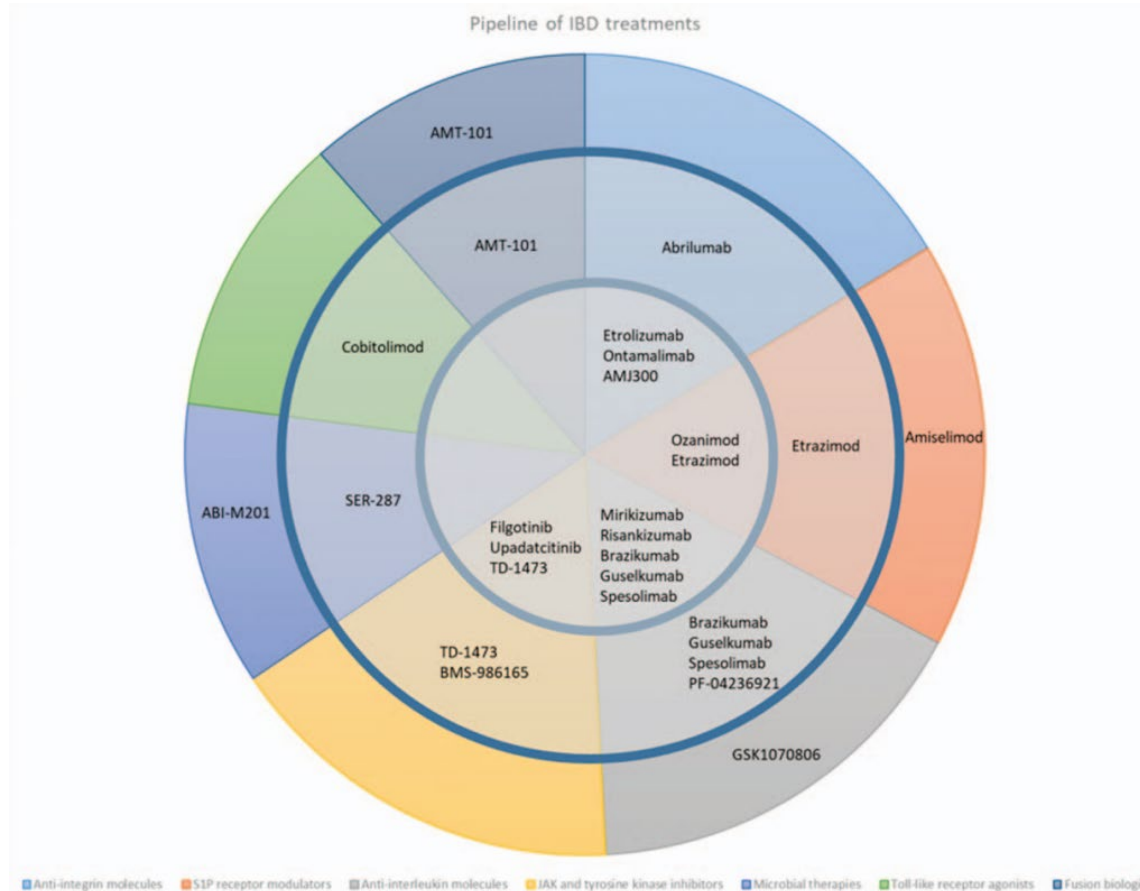 Pipeline of IBD treatments
AMT-101
AMT-101
Abrilumab
Etrolizumab
Ontamalimab
AMJ300
Cobitolimod
Ozanimod
Etrazimod
Etrazimod
Amiselimod
SER-287
ABI-M201
Filgotinib
Upadatcitinib
TD-1473
Mirikizumab
Risankizumab
Brazikumab
Guselkumab
Spesolimab
Brazikumab
Guselkumab
Spesolimab
PF-04236921
TD-1473
BMS-986165
GSK1070806
Anti-integrin molecules
S1P receptor modulators
Anti-interleukin molecules
JAK and tyrosine kinase inhibitors
Microbial therapies
Toll-like receptor agonists
Fusion biolog